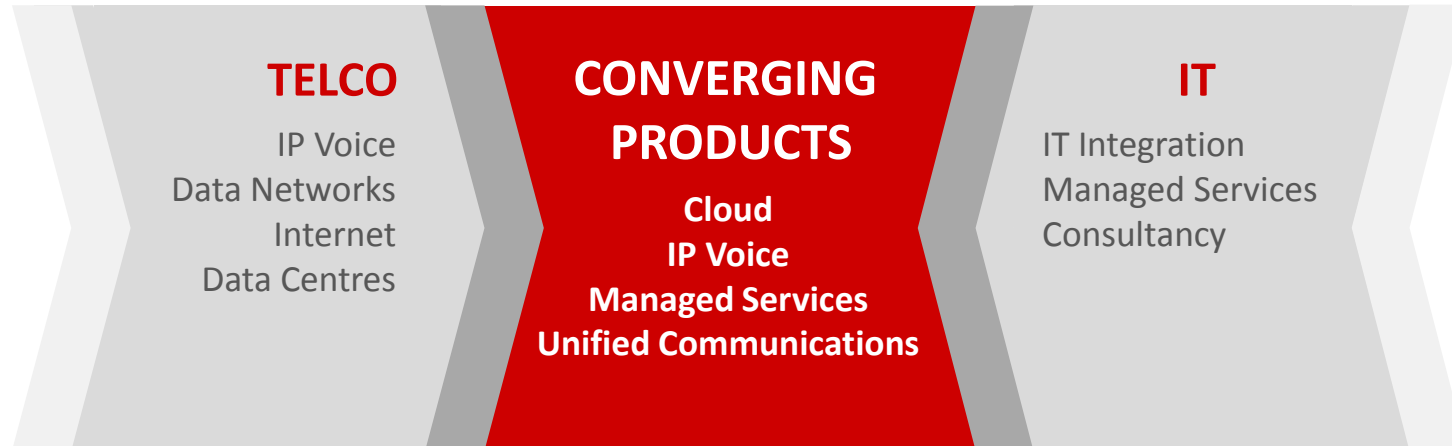 TELCO
IP Voice
Data Networks
Internet
Data Centres
CONVERGING
PRODUCTS
Cloud
IP Voice
Managed Services
Unified Communications
IT
IT Integration
Managed Services
Consultancy